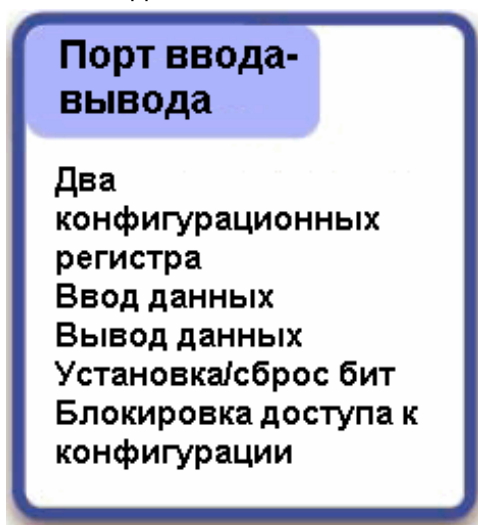 Порт ввода-
вывода
Два
конфигурационных
регистра
Ввод данных
Вывод данных
Установка/сброс бит
Блокировка доступа к
конфигурации